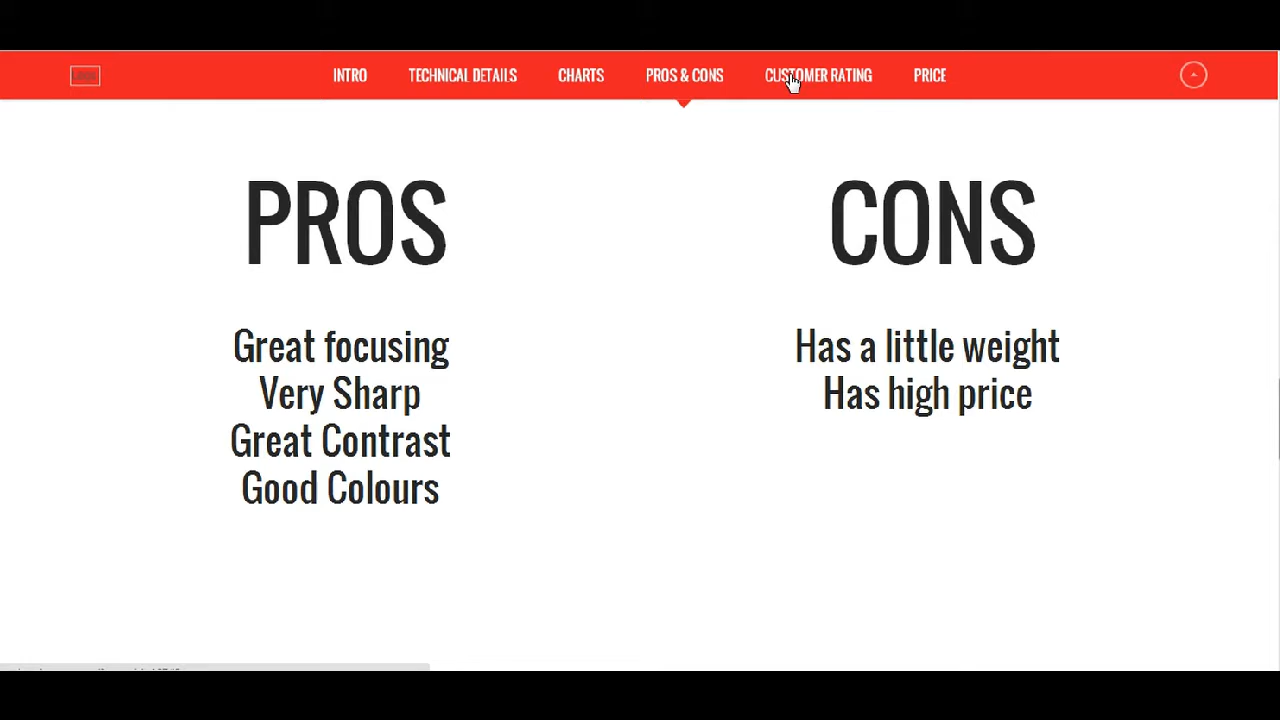 INTRO TECHNICAL DETAILS CHARTS PROS & CONS CUSTOMER RATING PRICE
PROS
Great focusing
Very Sharp
Great Contrast
Good Colours
CONS
Has a little weight
Has high price